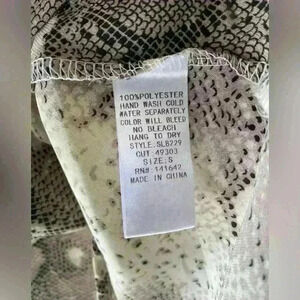 100%POLYESTER
HAND WASH COLD
WATER SEPARATELY
COLOR WILL BLEED
NO BLEACH
HANG TO DRY
STYLE:SLB229
CUT:49303
SIZE:S
RN#:141642
MADE IN CHINA